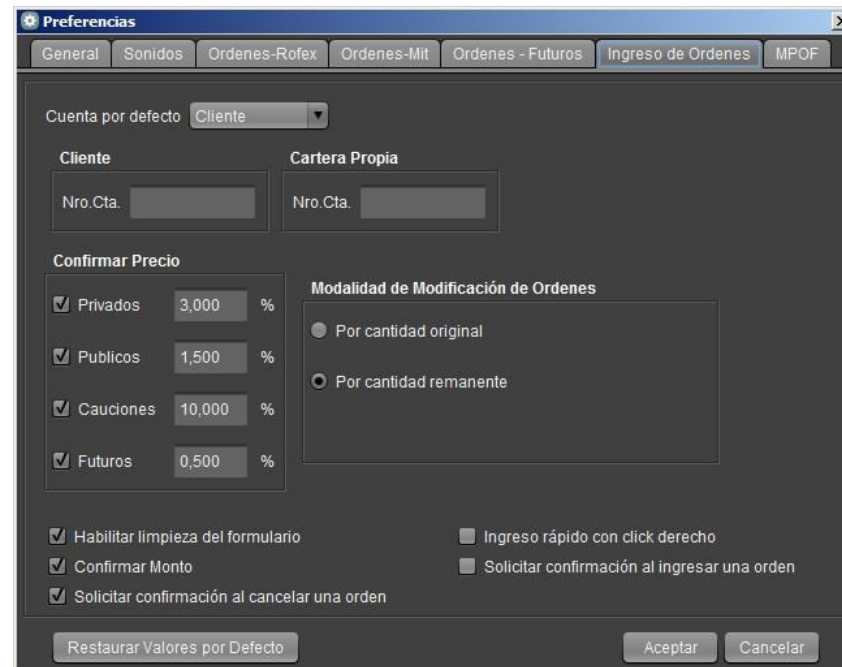 Preferencias
General Sonidos Ordenes-Rofex Ordenes-Mit Ordenes - Futuros Ingreso de Ordenes MPOF
Cuenta por defecto Cliente
Cliente Cartera Propia
Nro.Cta. Nro.Cta.
Confirmar Precio
Modalidad de Modificación de Ordenes
Privados 3,000 %
Por cantidad original
Publicos 1,500 %
Por cantidad remanente
Cauciones 10,000 %
Futuros 0,500 %
Habilitar limpieza del formulario Ingreso rápido con click derecho
Confirmar Monto Solicitar confirmación al ingresar una orden
Solicitar confirmación al cancelar una orden
Restaurar Valores por Defecto Aceptar Cancelar